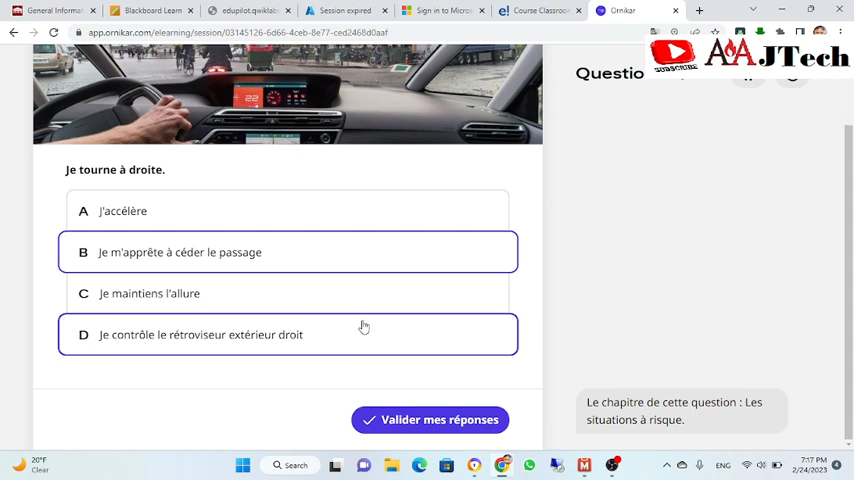 General Informat
Blackboard Learn
edupilot.qwiklab
Session expired
Sign in to Micro
Course Classroom
Ornikar
app.ornikar.com/elearning/session/03145126-6d66-4ceb-8e77-ced2468d0aaf
SUBSCRIBE
AAJTech
Questio
22
Je tourne à droite.
A J'accélère
B Je m'apprête à céder le passage
C Je maintiens l'allure
D Je contrôle le rétroviseur extérieur droit
Valider mes réponses
Le chapitre de cette question : Les
situations à risque.
20°F
Clear
Search
ENG
7:17 PM
2/24/2023
4